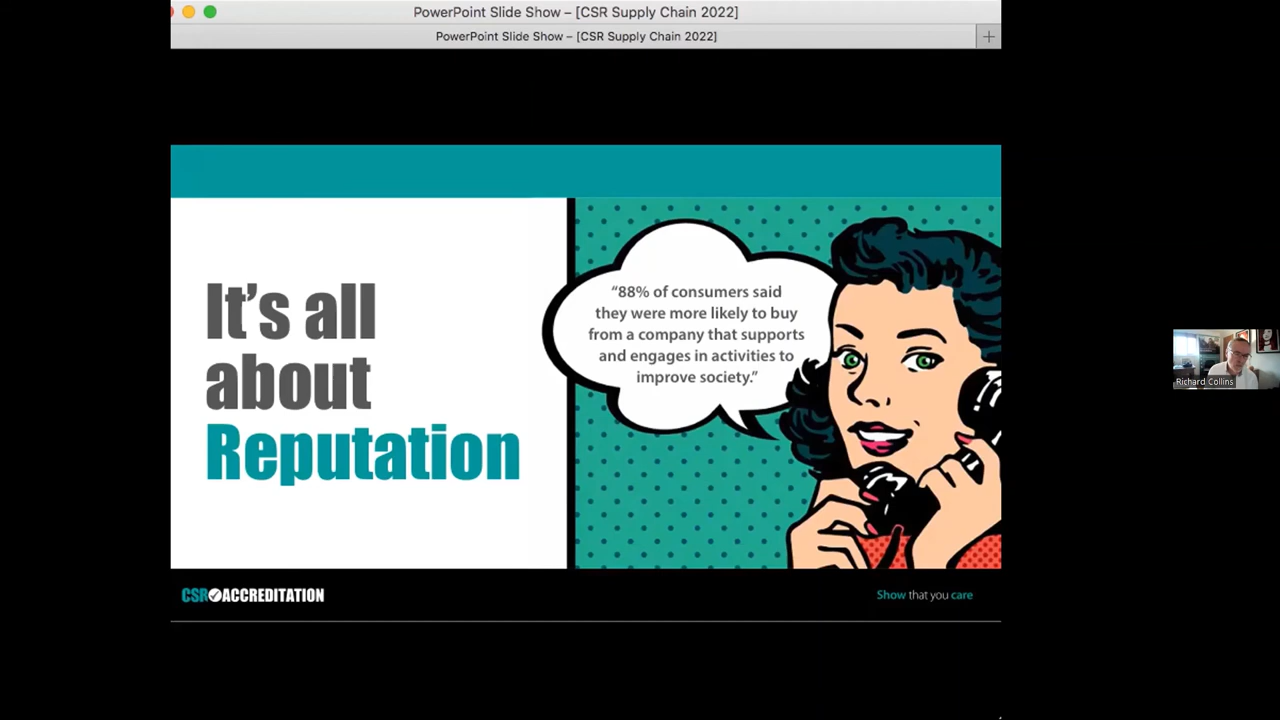 PowerPoint Slide Show – [CSR Supply Chain 2022]
PowerPoint Slide Show – [CSR Supply Chain 2022]
It's all
about
Reputation
“88% of consumers said
they were more likely to buy
from a company that supports
and engages in activities to
improve society.”
Richard Collins
CSR ACCREDITATION
Show that you care